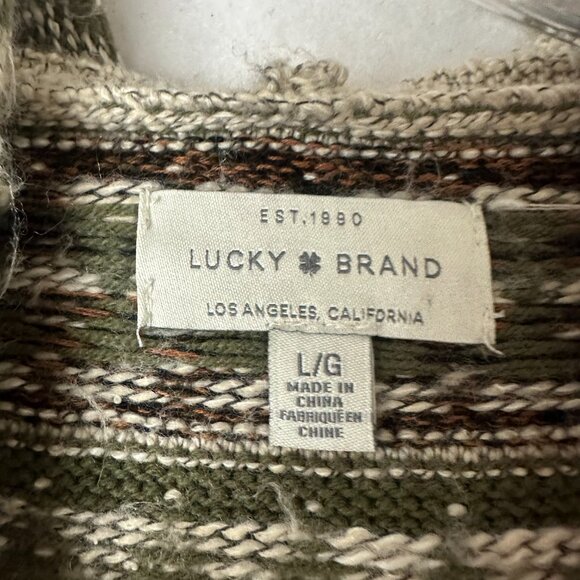 EST.1990
LUCKY BRAND
LOS ANGELES, CALIFORNIA
L/G
MADE IN
CHINA
FABRIQUÉ EN
CHINE